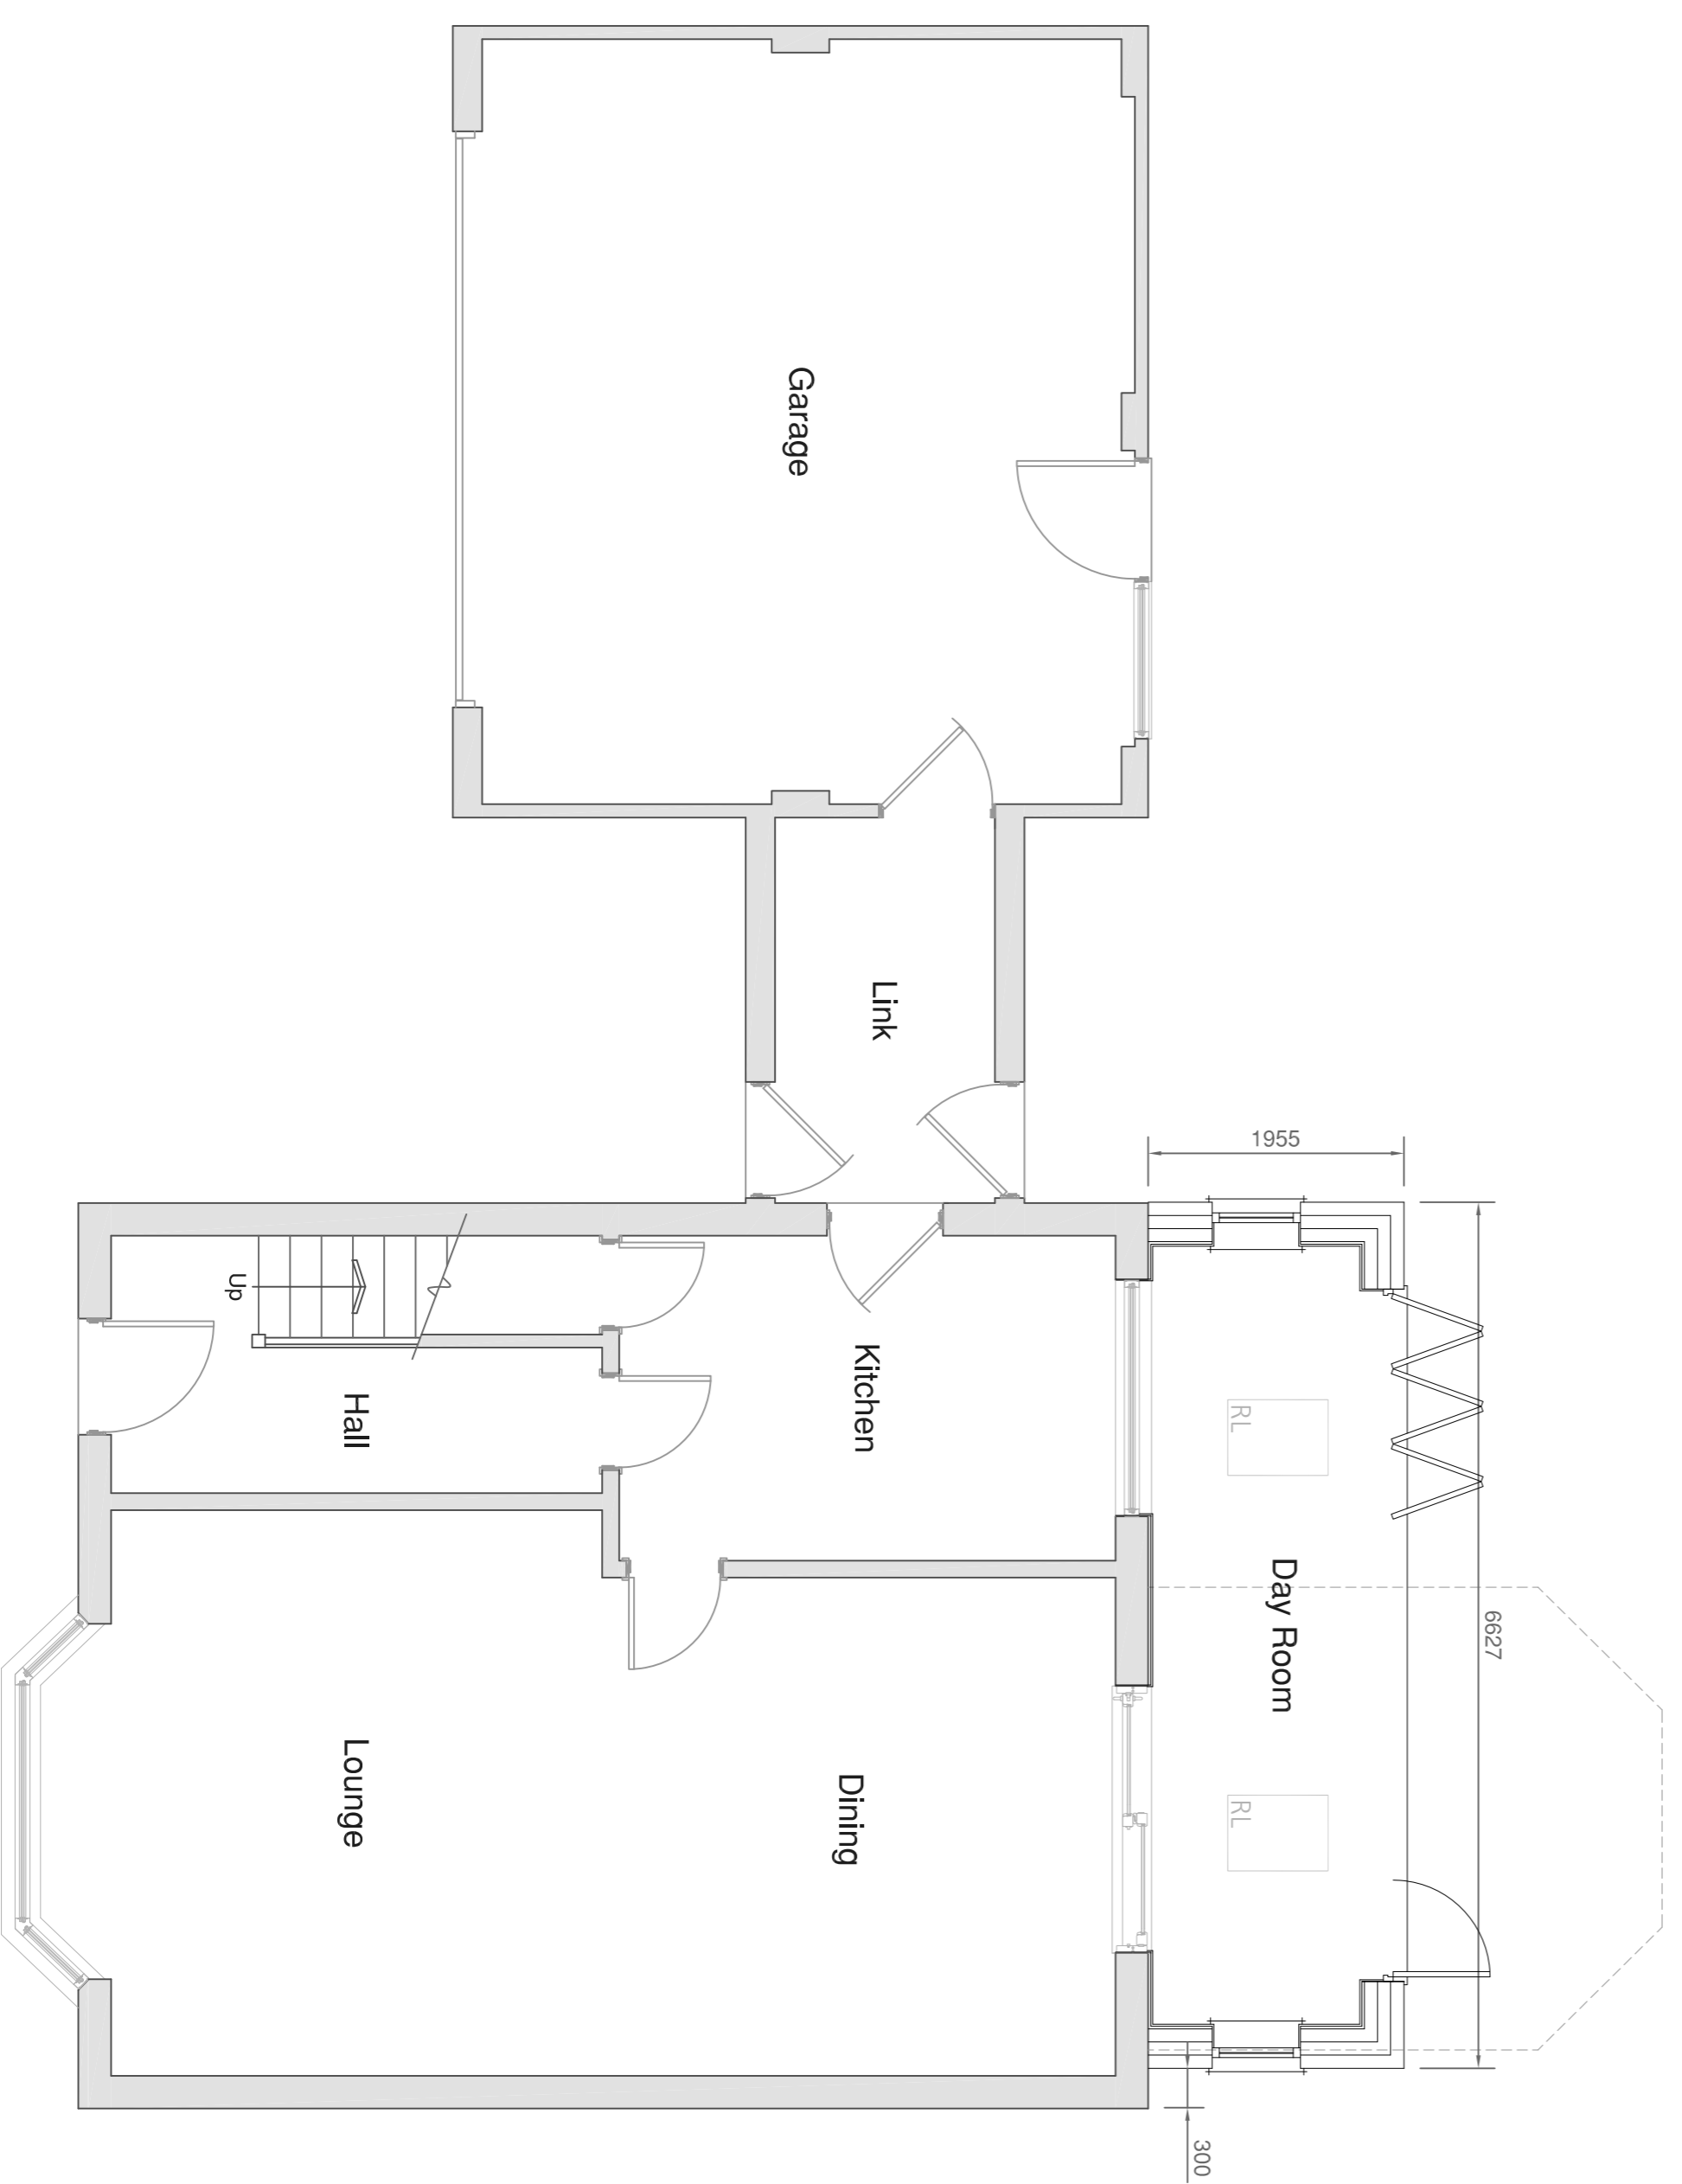 6627
1955
300
RL
RL
Day Room
Kitchen
Dining
Link
Garage
Up
Hall
Lounge